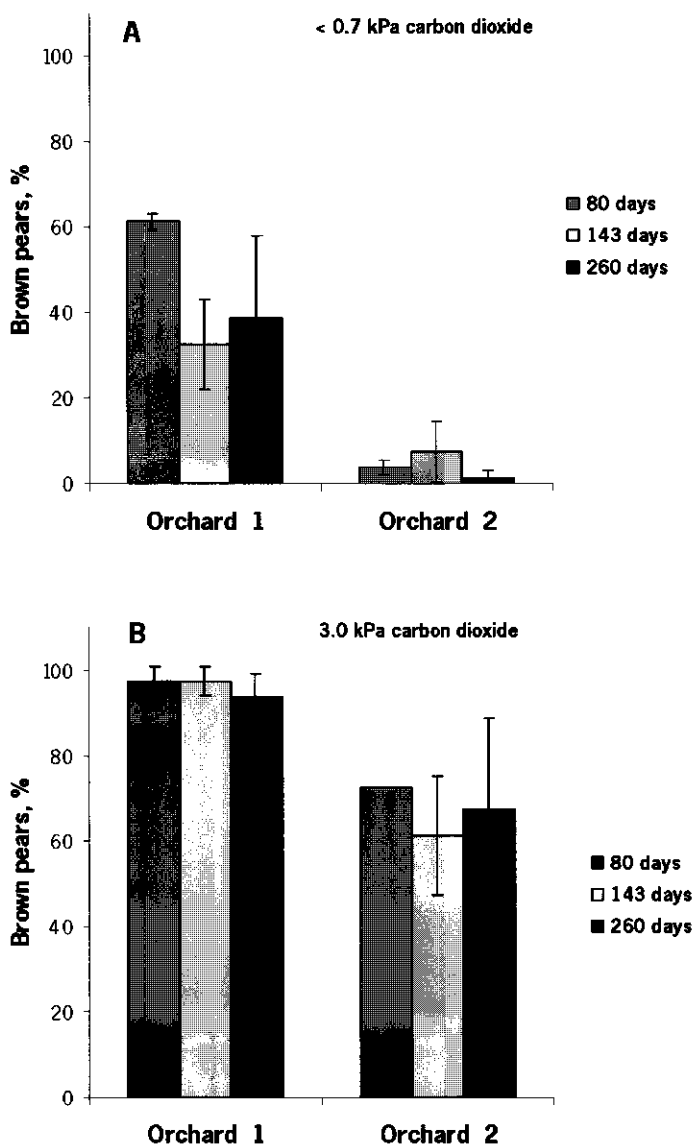 A
< 0.7 kPa carbon dioxide
100
80
60
40
20
0
Brown pears, %
80 days
143 days
260 days
Orchard 1
Orchard 2
B
3.0 kPa carbon dioxide
100
80
60
40
20
0
Brown pears, %
80 days
143 days
260 days
Orchard 1
Orchard 2